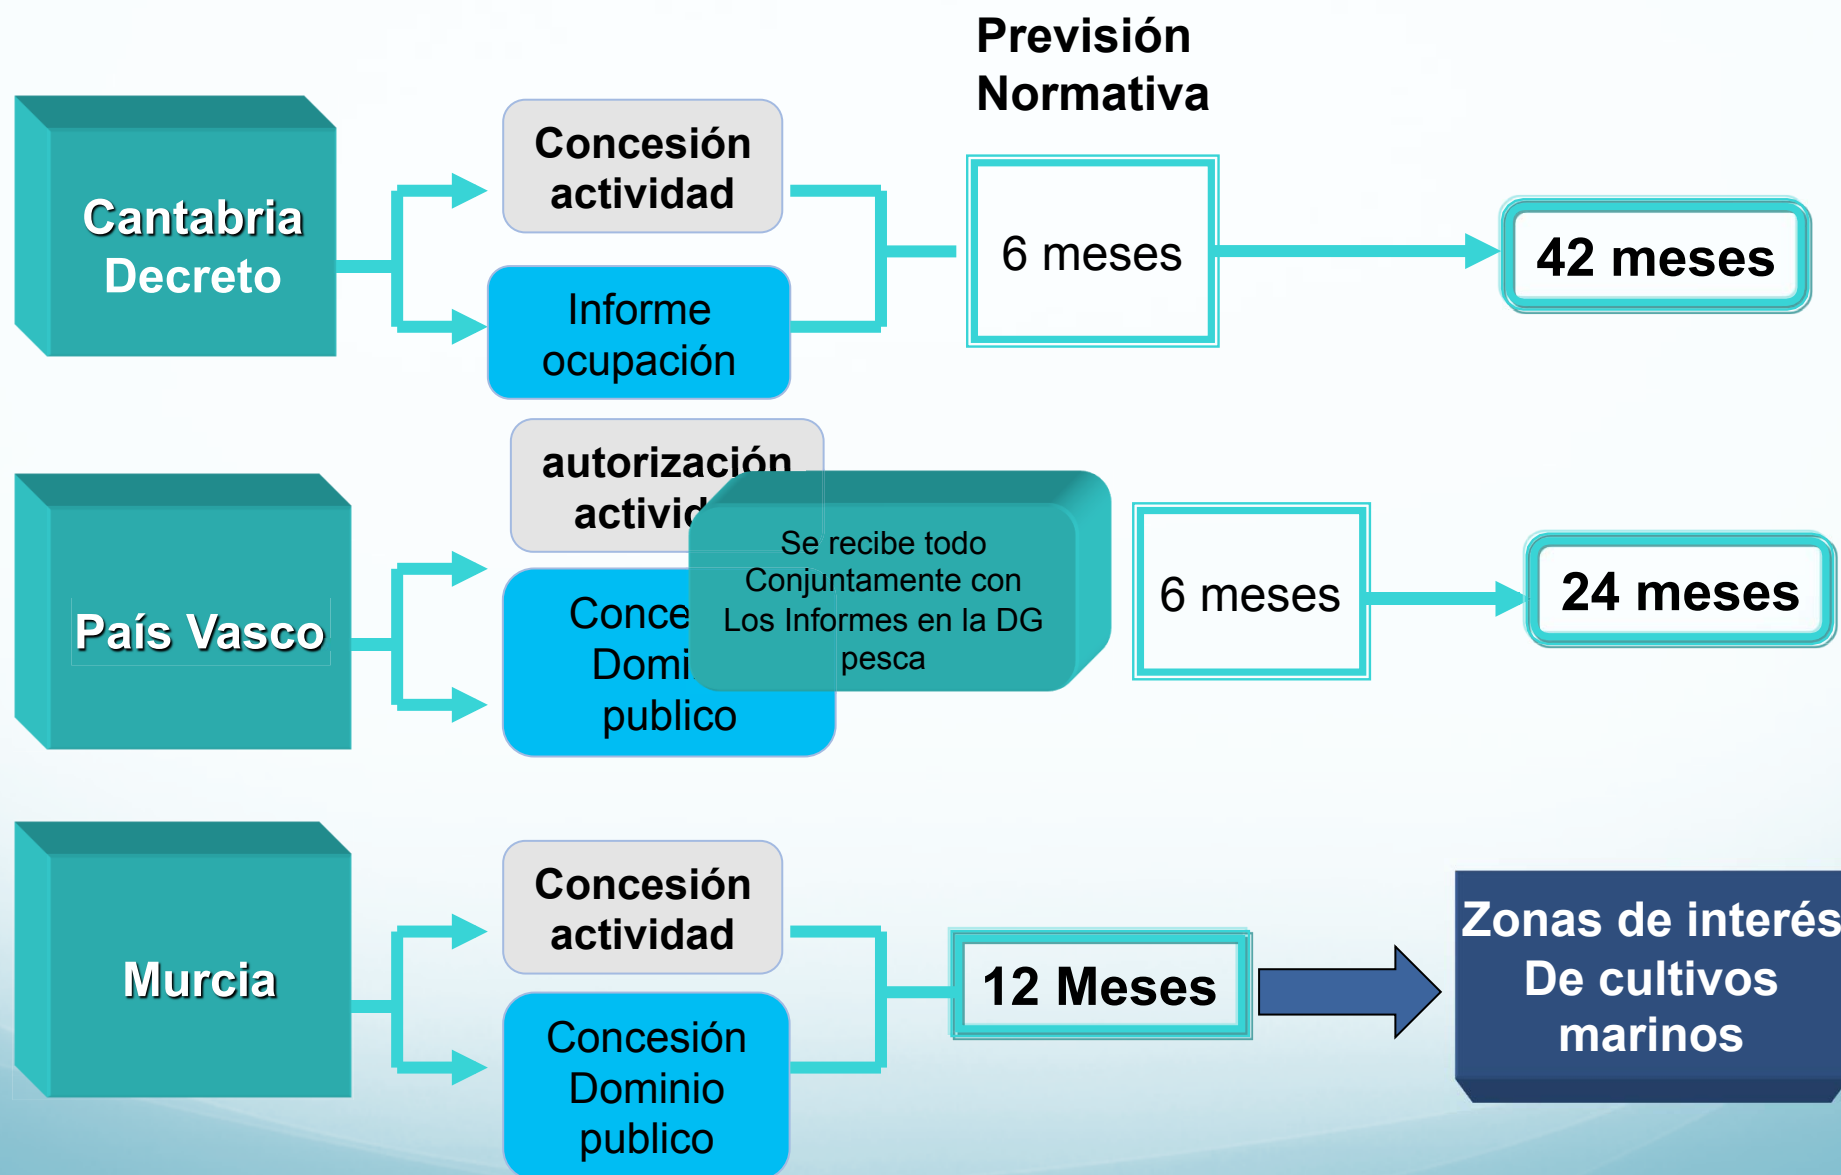 Previsión
Normativa
Cantabria
Decreto
Concesión
actividad
Informe
ocupación
6 meses
42 meses
País Vasco
autorización
Dominio
publico
Se recibe todo
Conjuntamente con
Los Informes en la DG
pesca
6 meses
24 meses
Murcia
Concesión
actividad
Concesión
Dominio
publico
12 Meses
Zonas de interés
De cultivos
marinos